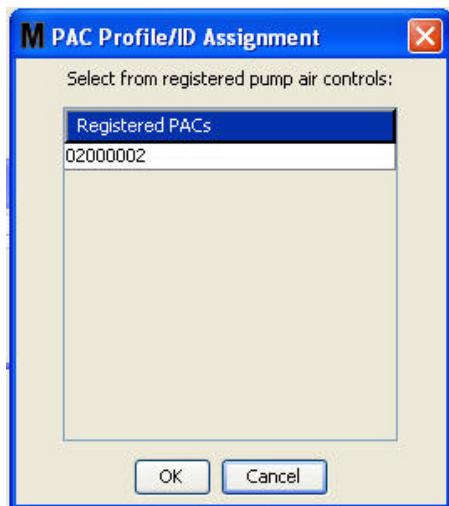 M PAC Profile/ID Assignment
Select from registered pump air controls:
Registered PACs
02000002
OK Cancel